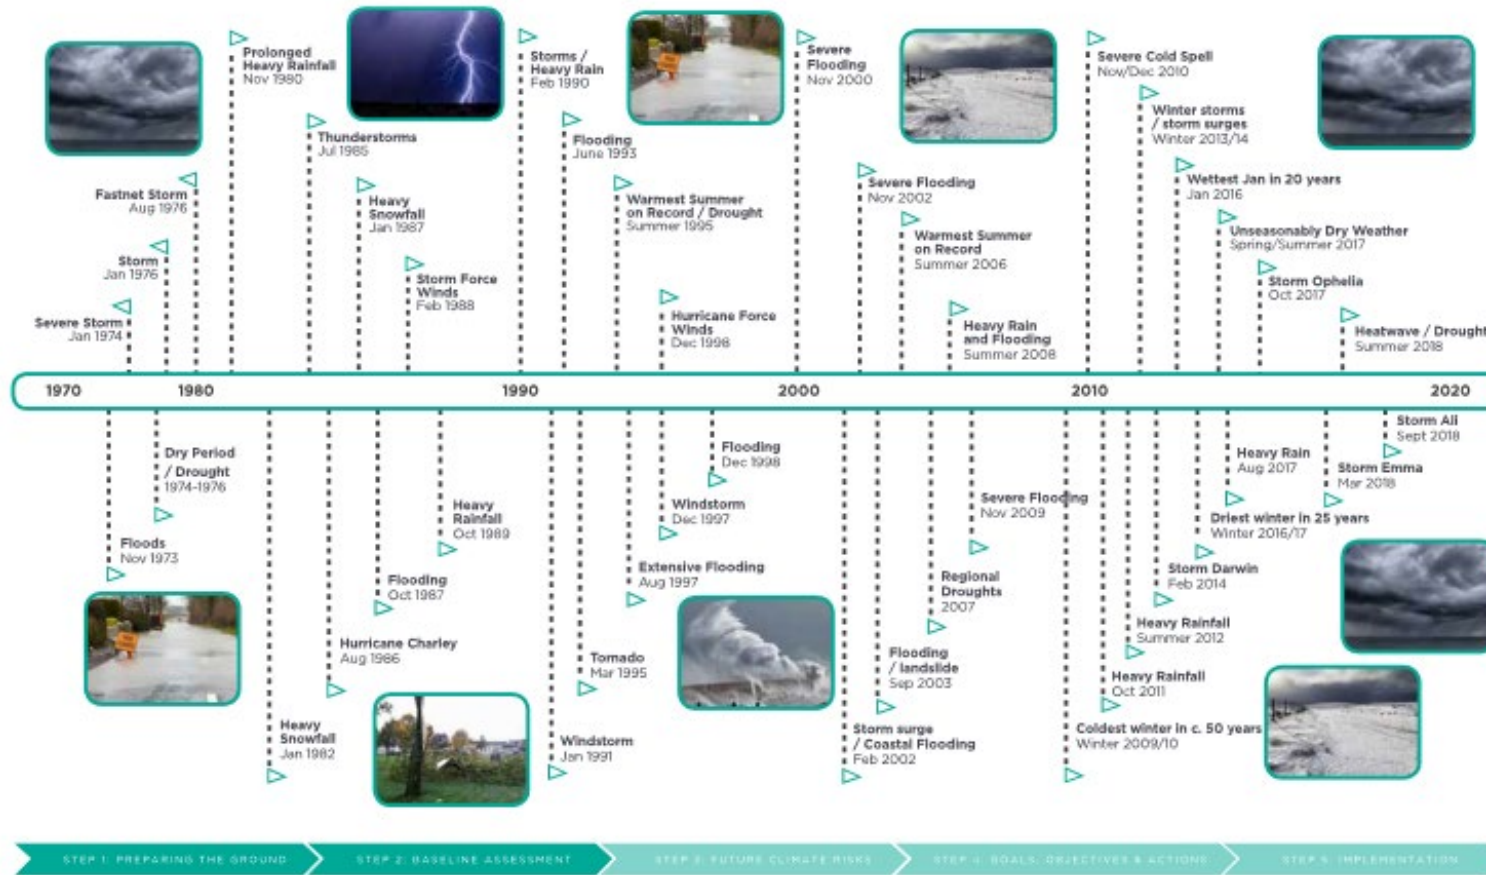 Prolonged
Heavy Rainfall
Nov 1980
Storms /
Heavy Rain
Feb 1990
Severe
Flooding
Nov 2000
Severe Cold Spell
Nov/Dec 2010
Winter storms
/ storm surges
Winter 2013/14
Thunderstorms
Jul 1985
Flooding
June 1993
Fastnet Storm
Aug 1976
Heavy
Snowfall
Jan 1987
Warmest Summer
on Record / Drought
Summer 1995
Severe Flooding
Nov 2002
Wettest Jan in 20 years
Jan 2016
Warmest Summer
on Record
Summer 2006
Unseasonably Dry Weather
Spring/Summer 2017
Storm
Jan 1976
Storm Force
Winds
Feb 1988
Storm Ophelia
Oct 2017
Severe Storm
Jan 1974
Hurricane Force
Winds
Dec 1998
Heavy Rain
and Flooding
Summer 2008
Heatwave / Drought
Summer 2018
1970 1980 1990 2000 2010 2020
Storm Ali
Sept 2018
Dry Period
/ Drought
1974-1976
Flooding
Dec 1998
Heavy Rain
Aug 2017
Storm Emma
Mar 2018
Floods
Nov 1973
Heavy
Rainfall
Oct 1989
Windstorm
Dec 1997
Severe Flooding
Nov 2009
Driest winter in 25 years
Winter 2016/17
Flooding
Oct 1987
Extensive Flooding
Aug 1997
Regional
Droughts
2007
Storm Darwin
Feb 2014
Hurricane Charley
Aug 1986
Tornado
Mar 1995
Flooding
/ landslide
Sep 2003
Heavy Rainfall
Summer 2012
Heavy Rainfall
Oct 2011
Heavy
Snowfall
Jan 1982
Windstorm
Jan 1991
Storm surge
/ Coastal Flooding
Feb 2002
Coldest winter in c. 50 years
Winter 2009/10
STEP 1: PREPARING THE GROUND
STEP 2: BASELINE ASSESSMENT
STEP 3: FUTURE CLIMATE RISKS
STEP 4: GOALS, OBJECTIVES & ACTIONS
STEP 5: IMPLEMENTATION